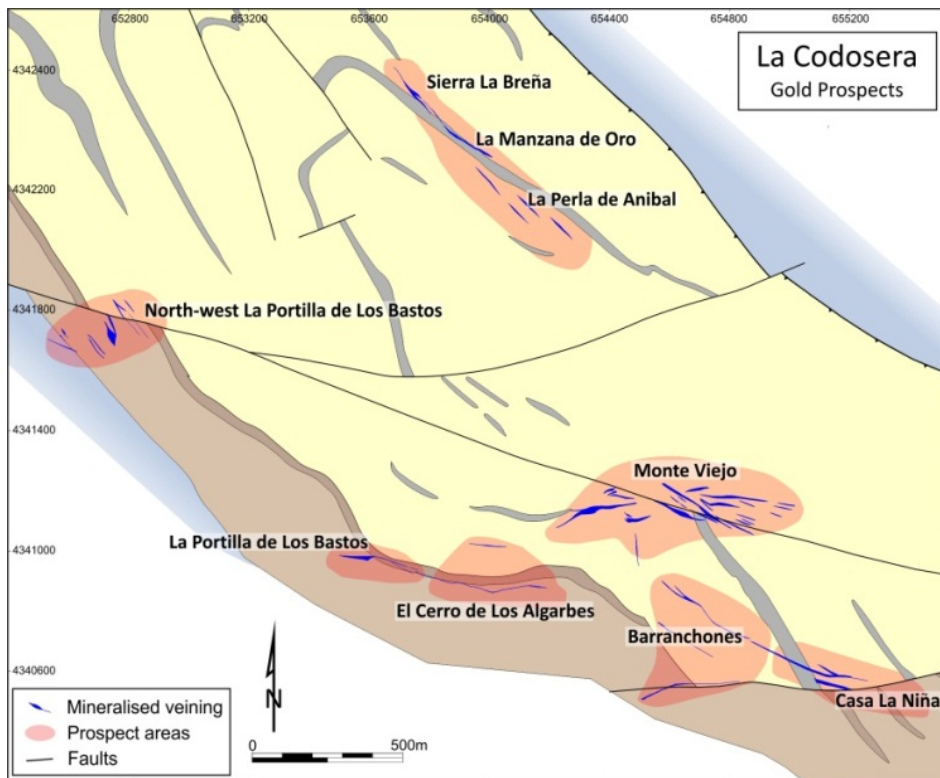 652800 653200 653600 654000 654400 654800 655200
La Codosera
Gold Prospects
4342400
Sierra La Breña
La Manzana de Oro
4342200
La Perla de Anibal
4341800
North-west La Portilla de Los Bastos
4341400
Monte Viejo
4341000
La Portilla de Los Bastos
El Cerro de Los Algarbes
Barranchones
4340600
Casa La Niña
N
Mineralised veining
Prospect areas
Faults
0 500m